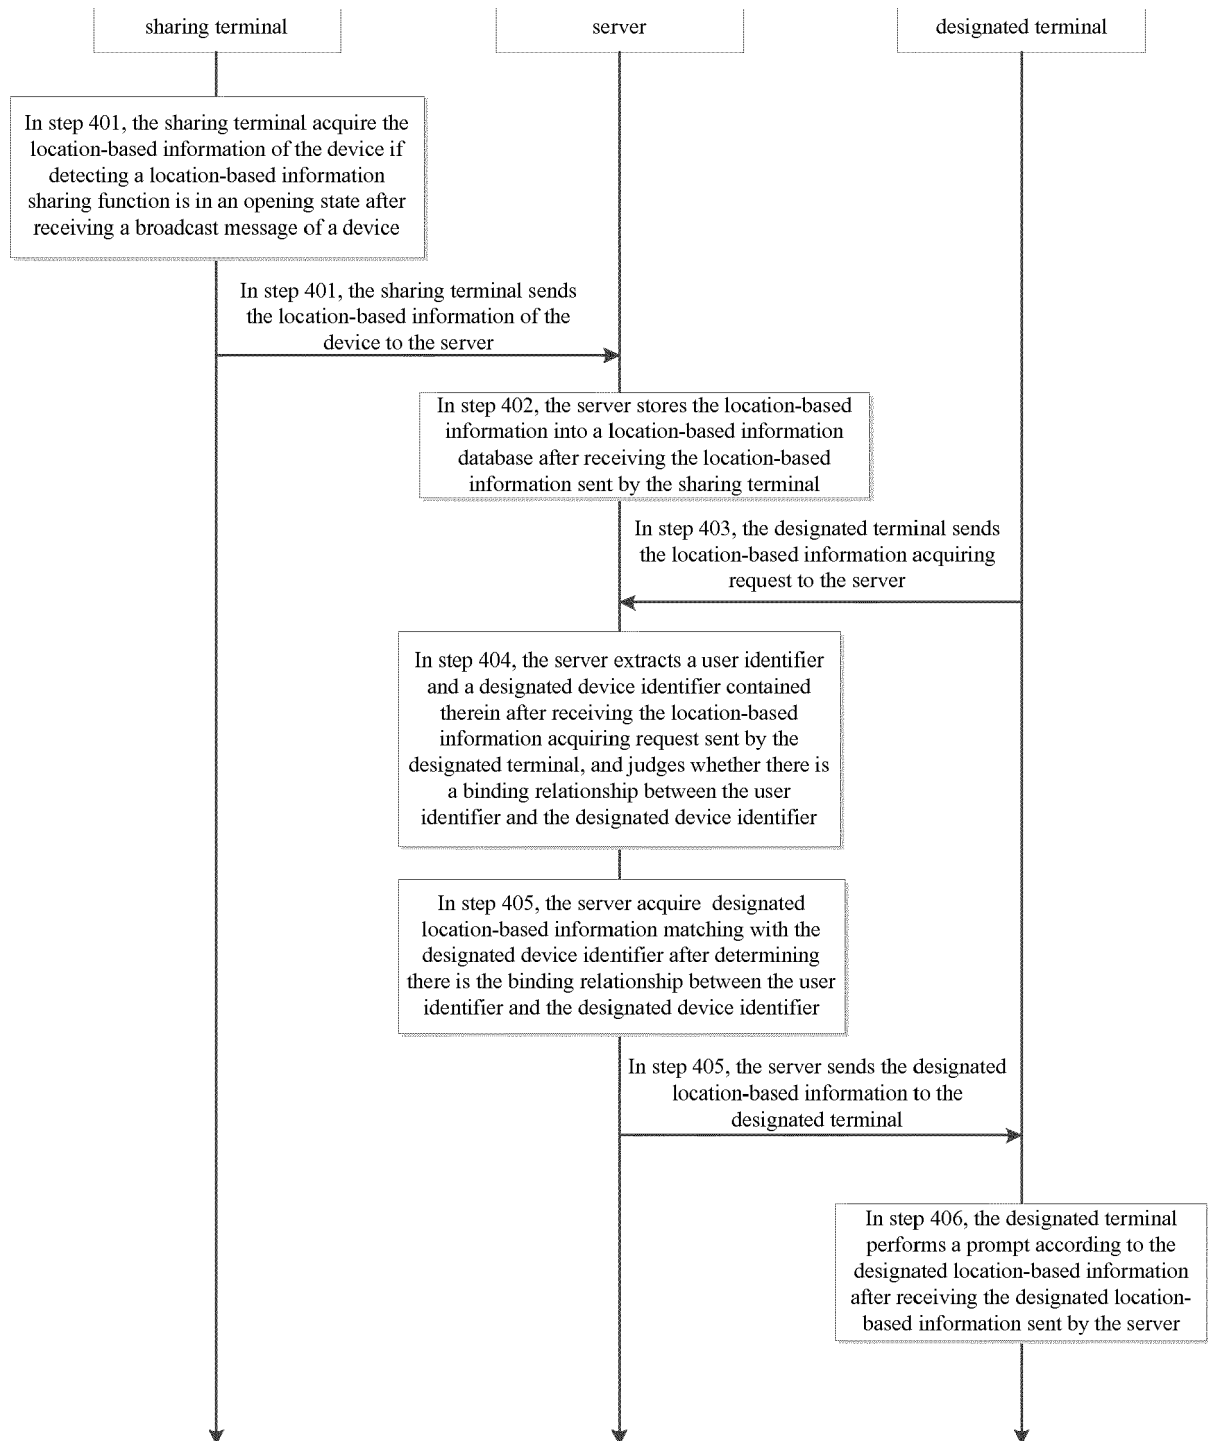 sharing terminal
server
designated terminal
In step 401, the sharing terminal acquire the
location-based information of the device if
detecting a location-based information
sharing function is in an opening state after
receiving a broadcast message of a device
In step 401, the sharing terminal sends
the location-based information of the
device to the server
In step 402, the server stores the location-based
information into a location-based information
database after receiving the location-based
information sent by the sharing terminal
In step 403, the designated terminal sends
the location-based information acquiring
request to the server
In step 404, the server extracts a user identifier
and a designated device identifier contained
therein after receiving the location-based
information acquiring request sent by the
designated terminal, and judges whether there is
a binding relationship between the user
identifier and the designated device identifier
In step 405, the server acquire  designated
location-based information matching with the
designated device identifier after determining
there is the binding relationship between the user
identifier and the designated device identifier
In step 405, the server sends the designated
location-based information to the
designated terminal
In step 406, the designated terminal
performs a prompt according to the
designated location-based information
after receiving the designated location-
based information sent by the server